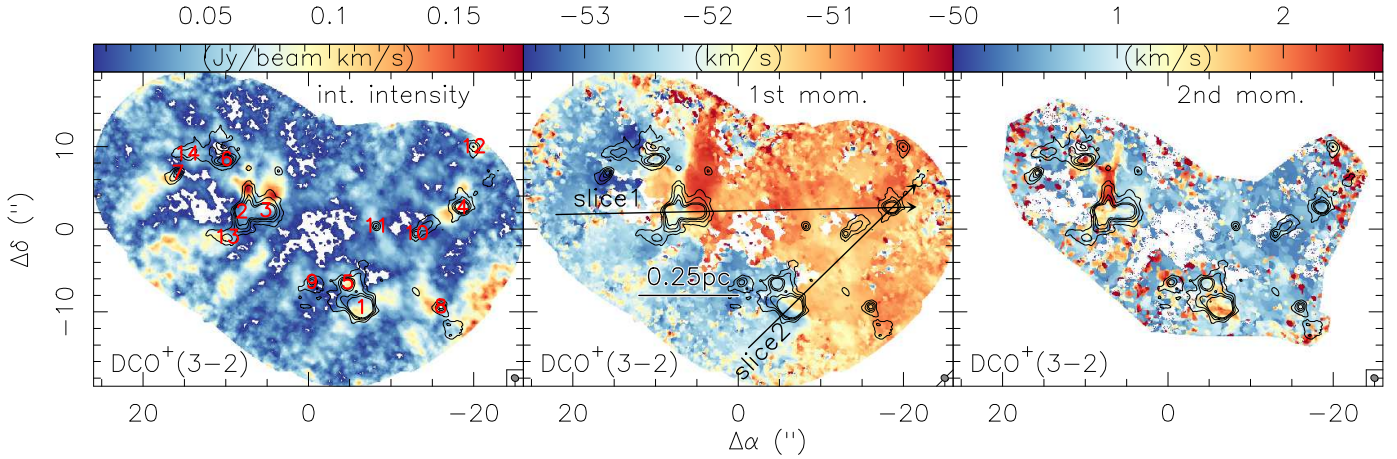 0.05 0.1 0.15 −53 −52 −51 −50 1 2
(Jy/beam km/s) (km/s) (km/s)
int. intensity 1st mom. 2nd mom.
10 14 6 12
7
slice1
2 3 4
0 13 11 10
0.25pc
9 5
−10 1 8
slice2
DCO+(3−2) DCO+(3−2) DCO+(3−2)
20 0 −20 20 0 −20 20 0 −20
Δα (")
Δδ (")